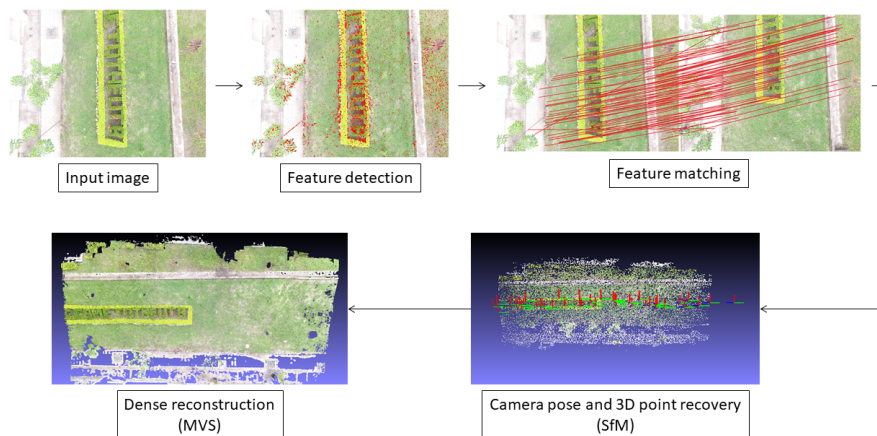 Input image
Feature detection
Feature matching
Dense reconstruction
(MVS)
Camera pose and 3D point recovery
(SfM)